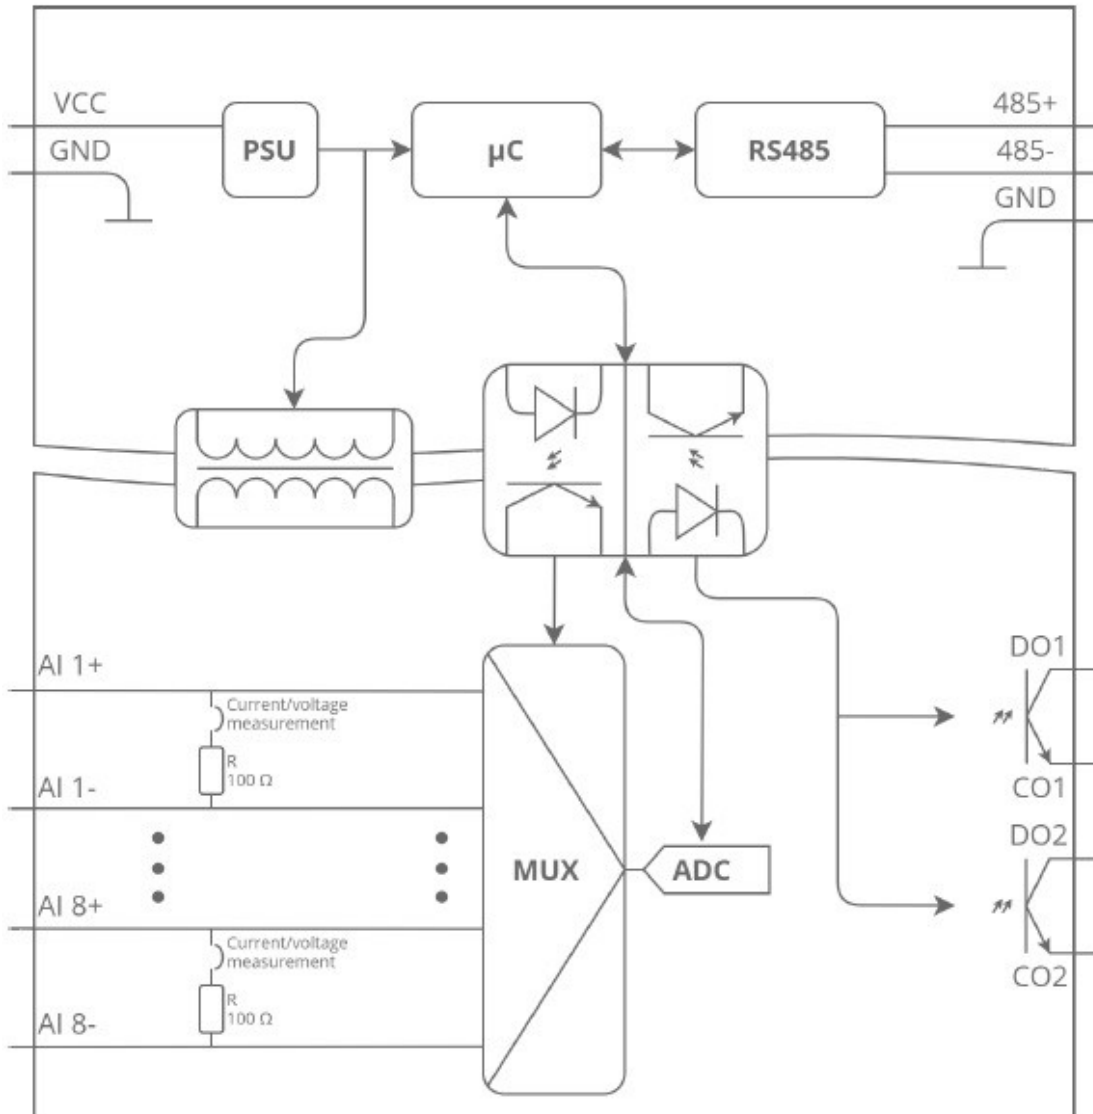 VCC
GND
PSU
µC
RS485
485+
485-
GND
AI 1+
Current/voltage
measurement
R
100 Ω
AI 1-
AI 8+
Current/voltage
measurement
R
100 Ω
AI 8-
MUX
ADC
DO1
CO1
DO2
CO2